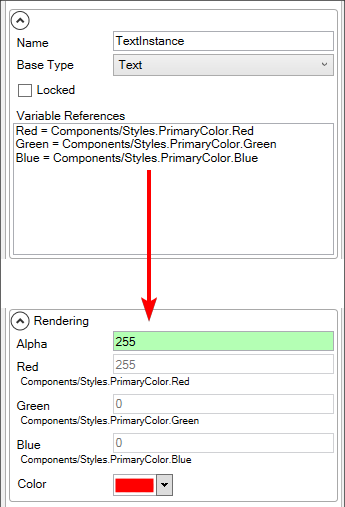 Name TextInstance
Base Type Text
Locked
Variable References
Red = Components/Styles.PrimaryColor.Red
Green = Components/Styles.PrimaryColor.Green
Blue = Components/Styles.PrimaryColor.Blue
Rendering
Alpha 255
Red 255
Components/Styles.PrimaryColor.Red
Green 0
Components/Styles.PrimaryColor.Green
Blue 0
Components/Styles.PrimaryColor.Blue
Color